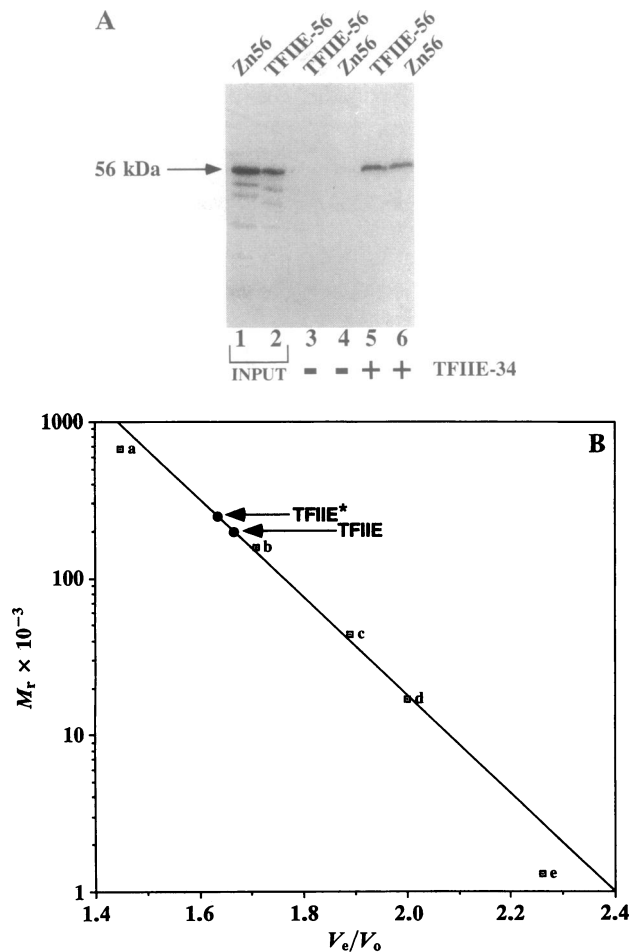 A
Zn56 TFIIE-56 TFIIE-56 Zn56 TFIIE-56 Zn56
56 kDa
1 2 3 4 5 6
INPUT - - + + TFIIE-34
B
1000
100
10
1
Mr × 10⁻³
a
TFIIE*
TFIIE
b
c
d
e
1.4 1.6 1.8 2.0 2.2 2.4
Ve/Vo